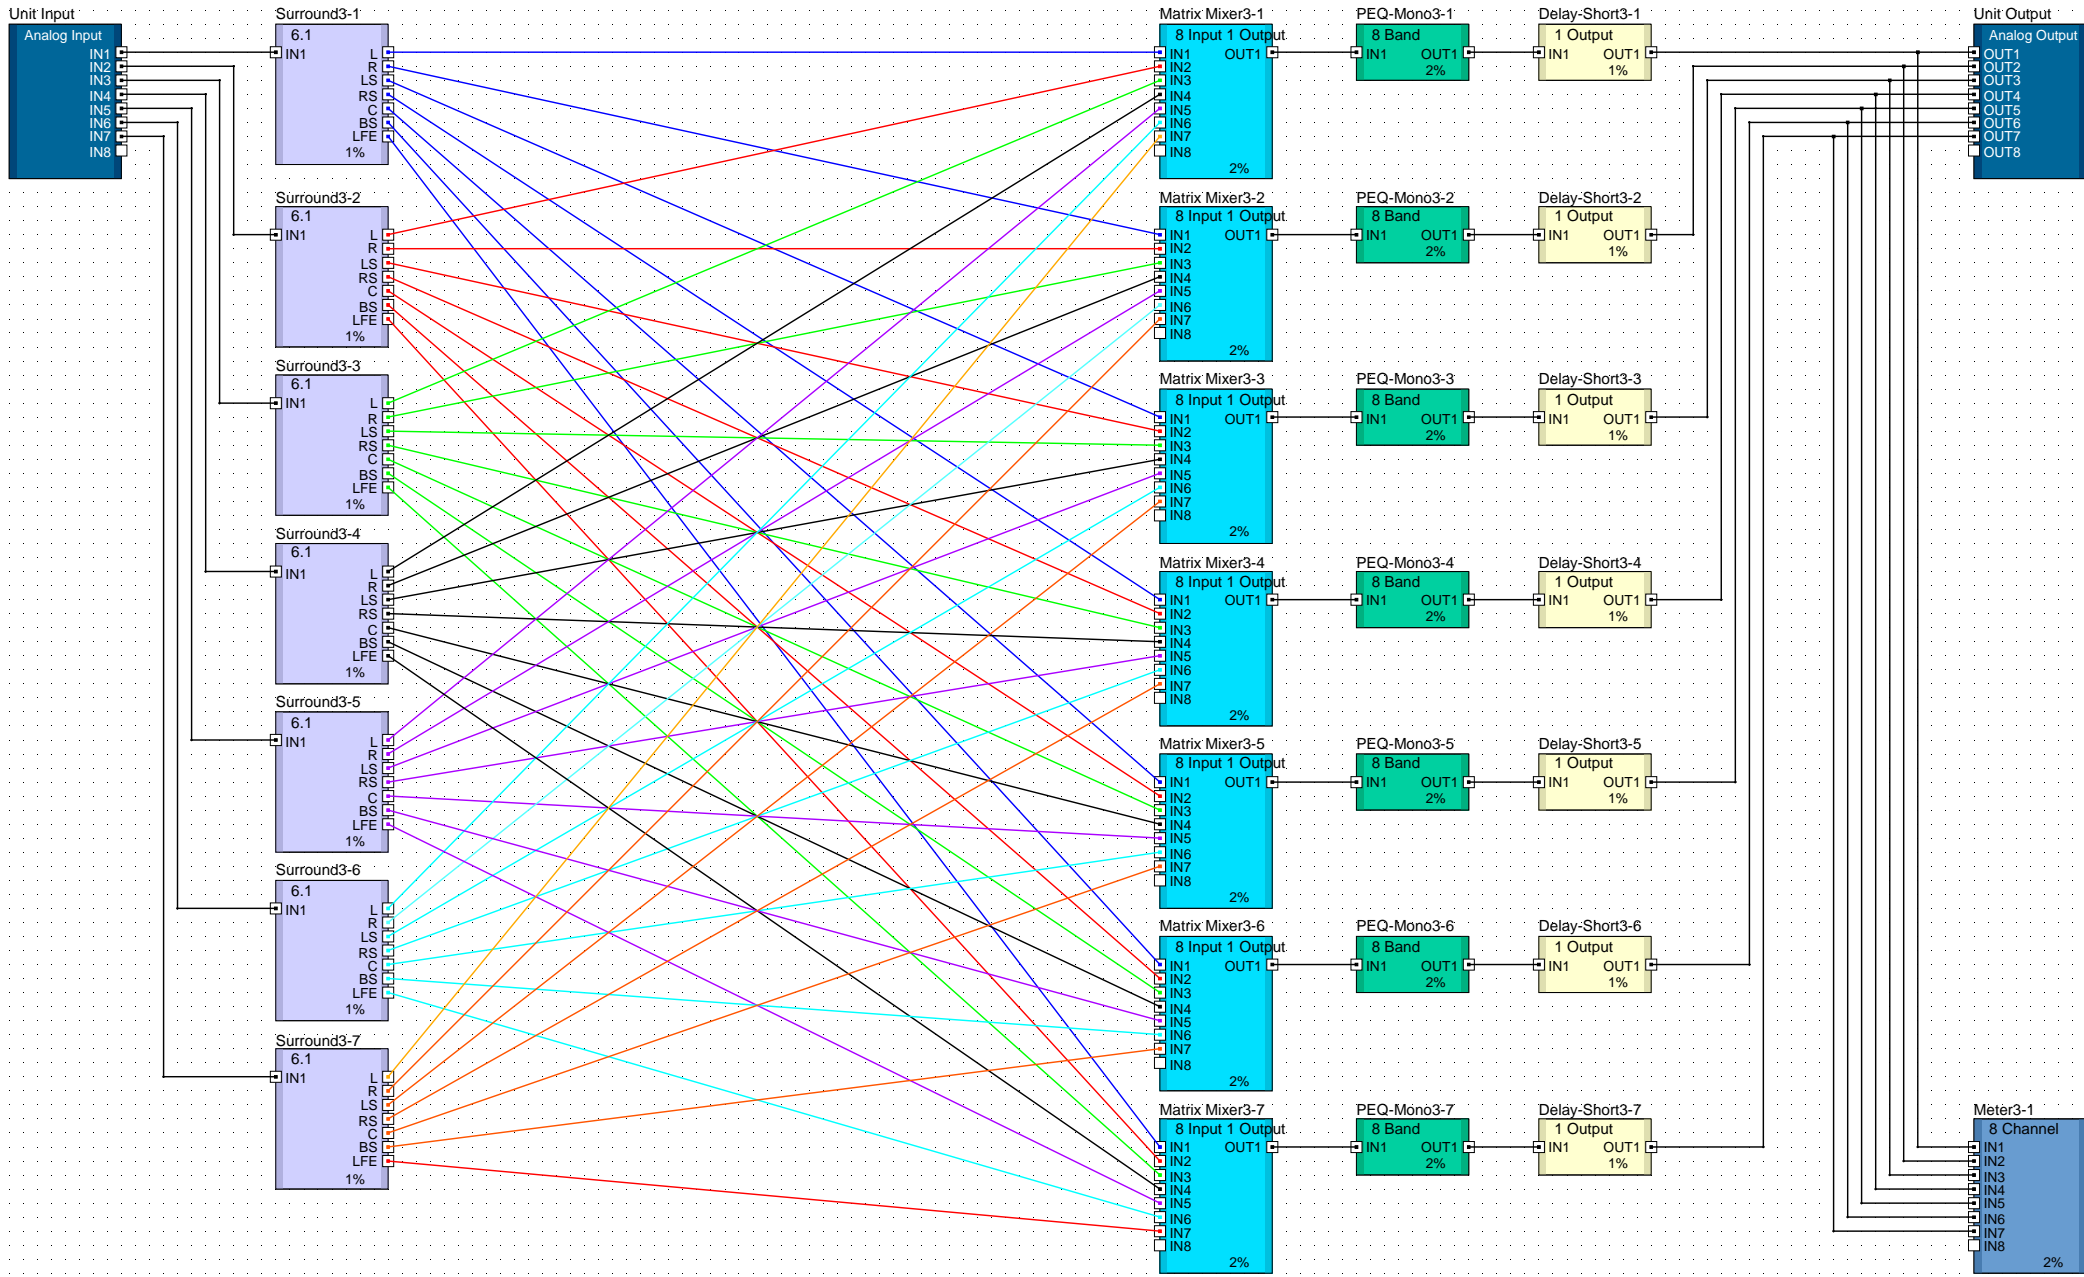 Unit Input
Analog Input
IN1
IN2
IN3
IN4
IN5
IN6
IN7
IN8
Surround3-1
6.1
IN1
L
R
LS
RS
C
BS
LFE
1%
Surround3-2
6.1
IN1
L
R
LS
RS
C
BS
LFE
1%
Surround3-3
6.1
IN1
L
R
LS
RS
C
BS
LFE
1%
Surround3-4
6.1
IN1
L
R
LS
RS
C
BS
LFE
1%
Surround3-5
6.1
IN1
L
R
LS
RS
C
BS
LFE
1%
Surround3-6
6.1
IN1
L
R
LS
RS
C
BS
LFE
1%
Surround3-7
6.1
IN1
L
R
LS
RS
C
BS
LFE
1%
Matrix Mixer3-1
8 Input 1 Output
IN1 OUT1
IN2
IN3
IN4
IN5
IN6
IN7
IN8
2%
Matrix Mixer3-2
8 Input 1 Output
IN1 OUT1
IN2
IN3
IN4
IN5
IN6
IN7
IN8
2%
Matrix Mixer3-3
8 Input 1 Output
IN1 OUT1
IN2
IN3
IN4
IN5
IN6
IN7
IN8
2%
Matrix Mixer3-4
8 Input 1 Output
IN1 OUT1
IN2
IN3
IN4
IN5
IN6
IN7
IN8
2%
Matrix Mixer3-5
8 Input 1 Output
IN1 OUT1
IN2
IN3
IN4
IN5
IN6
IN7
IN8
2%
Matrix Mixer3-6
8 Input 1 Output
IN1 OUT1
IN2
IN3
IN4
IN5
IN6
IN7
IN8
2%
Matrix Mixer3-7
8 Input 1 Output
IN1 OUT1
IN2
IN3
IN4
IN5
IN6
IN7
IN8
2%
PEQ-Mono3-1
8 Band
IN1 OUT1
2%
PEQ-Mono3-2
8 Band
IN1 OUT1
2%
PEQ-Mono3-3
8 Band
IN1 OUT1
2%
PEQ-Mono3-4
8 Band
IN1 OUT1
2%
PEQ-Mono3-5
8 Band
IN1 OUT1
2%
PEQ-Mono3-6
8 Band
IN1 OUT1
2%
PEQ-Mono3-7
8 Band
IN1 OUT1
2%
Delay-Short3-1
1 Output
IN1 OUT1
1%
Delay-Short3-2
1 Output
IN1 OUT1
1%
Delay-Short3-3
1 Output
IN1 OUT1
1%
Delay-Short3-4
1 Output
IN1 OUT1
1%
Delay-Short3-5
1 Output
IN1 OUT1
1%
Delay-Short3-6
1 Output
IN1 OUT1
1%
Delay-Short3-7
1 Output
IN1 OUT1
1%
Unit Output
Analog Output
OUT1
OUT2
OUT3
OUT4
OUT5
OUT6
OUT7
OUT8
Meter3-1
8 Channel
IN1
IN2
IN3
IN4
IN5
IN6
IN7
IN8
2%